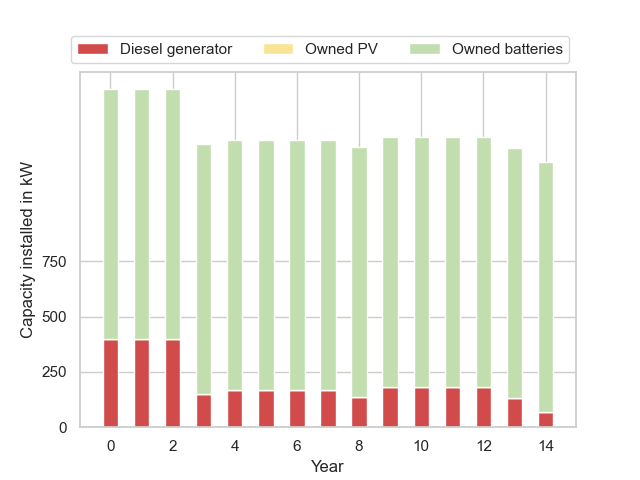 Diesel generator Owned PV Owned batteries
Capacity installed in kW
750
500
250
0
0 2 4 6 8 10 12 14
Year